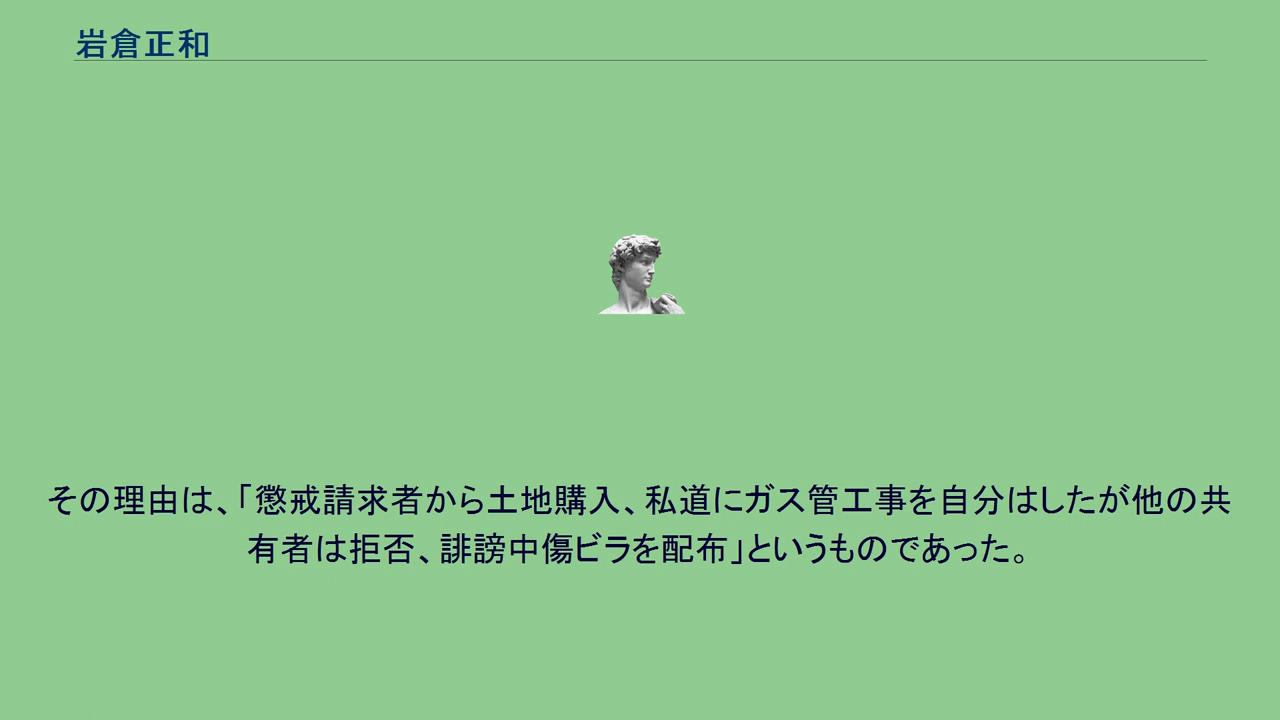 岩倉正和
その理由は、「懲戒請求者から土地購入、私道にガス管工事を自分はしたが他の共
有者は拒否、誹謗中傷ビラを配布」というものであった。